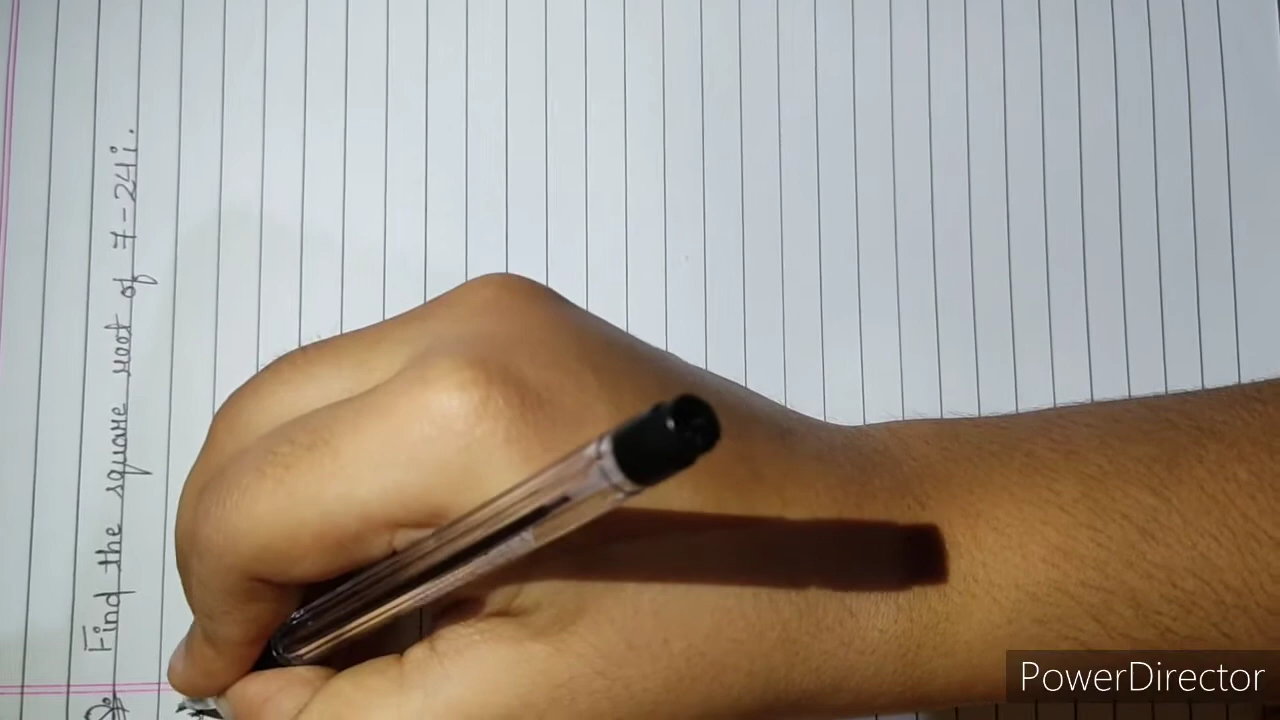 Q. Find the square root of 7-24i.
PowerDirector